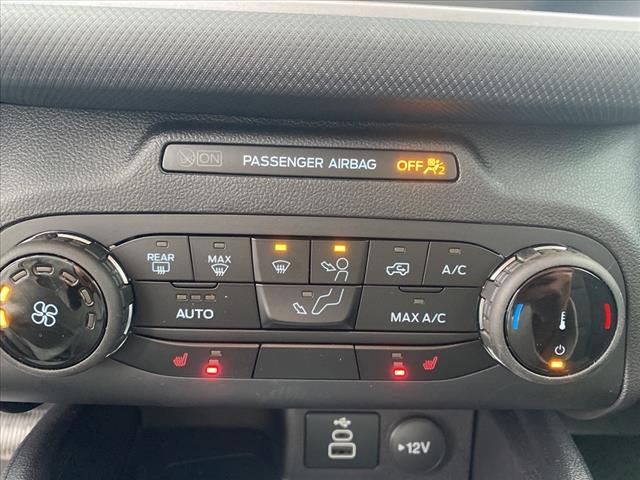 ON PASSENGER AIRBAG OFF 2
REAR MAX A/C
AUTO MAX A/C
12V